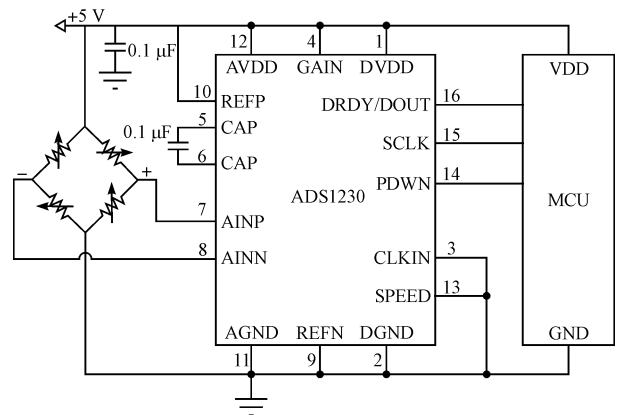 +5 V
0.1 μF
12 4 1
AVDD GAIN DVDD
VDD
10 REFP
5 CAP
0.1 μF
6 CAP
DRDY/DOUT 16
SCLK 15
PDWN 14
ADS1230
MCU
− +
7 AINP
8 AINN
CLKIN 3
SPEED 13
AGND REFN DGND
GND
11 9 2